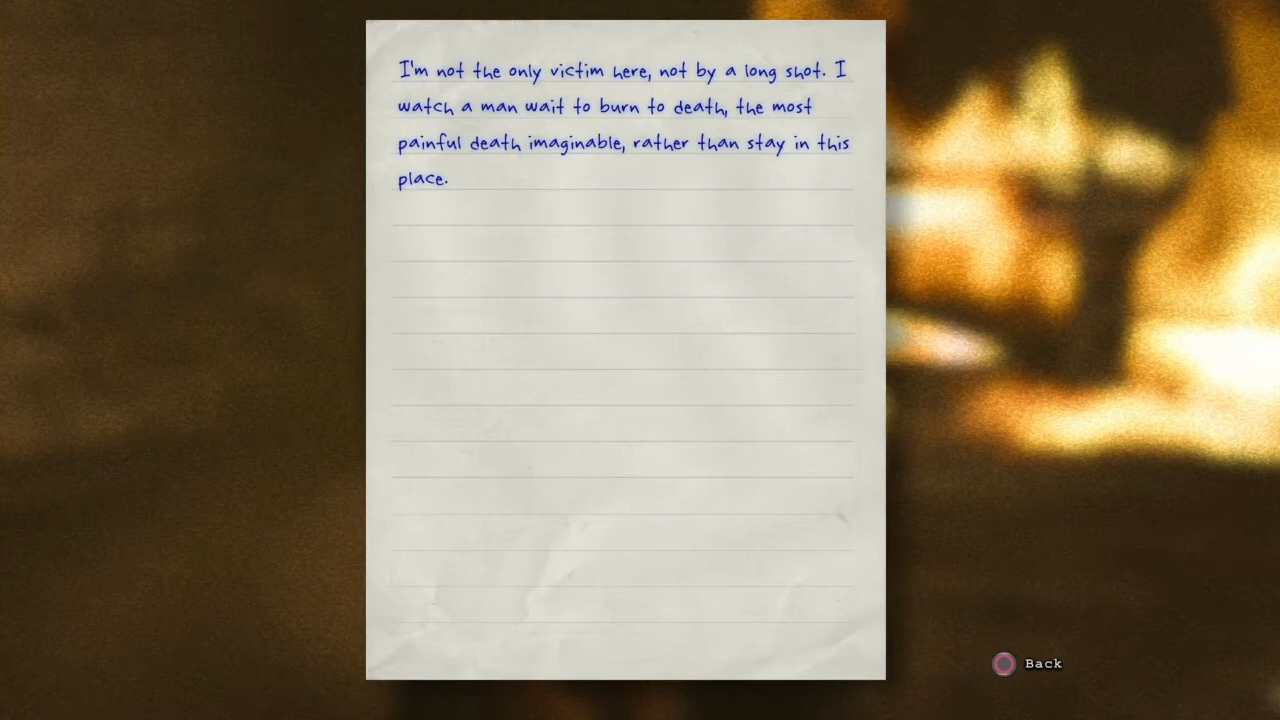 I'm not the only victim here, not by a long shot. I
watch a man wait to burn to death, the most
painful death imaginable, rather than stay in this
place.
Back